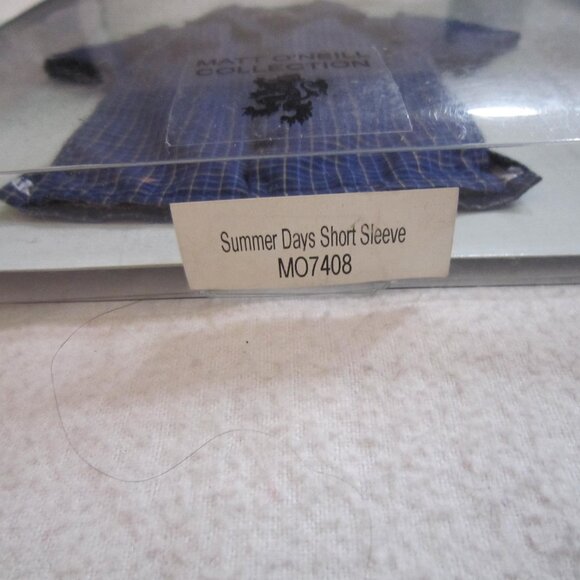 MATT O'NEILL
COLLECTION
Summer Days Short Sleeve
MO7408